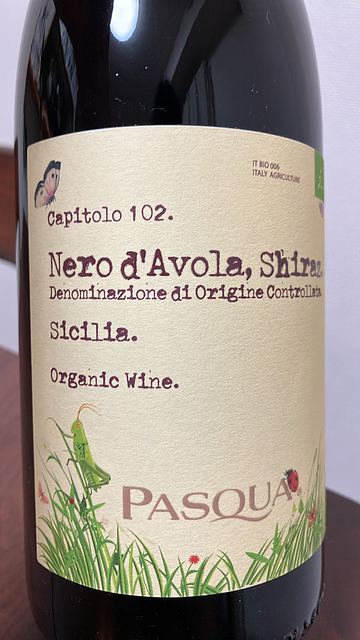 IT BIO 006
ITALY AGRICULTURE
Capitolo 102.
Nero d'Avola, Shiraz
Denominazione di Origine Controllata
Sicilia.
Organic Wine.
PASQUA